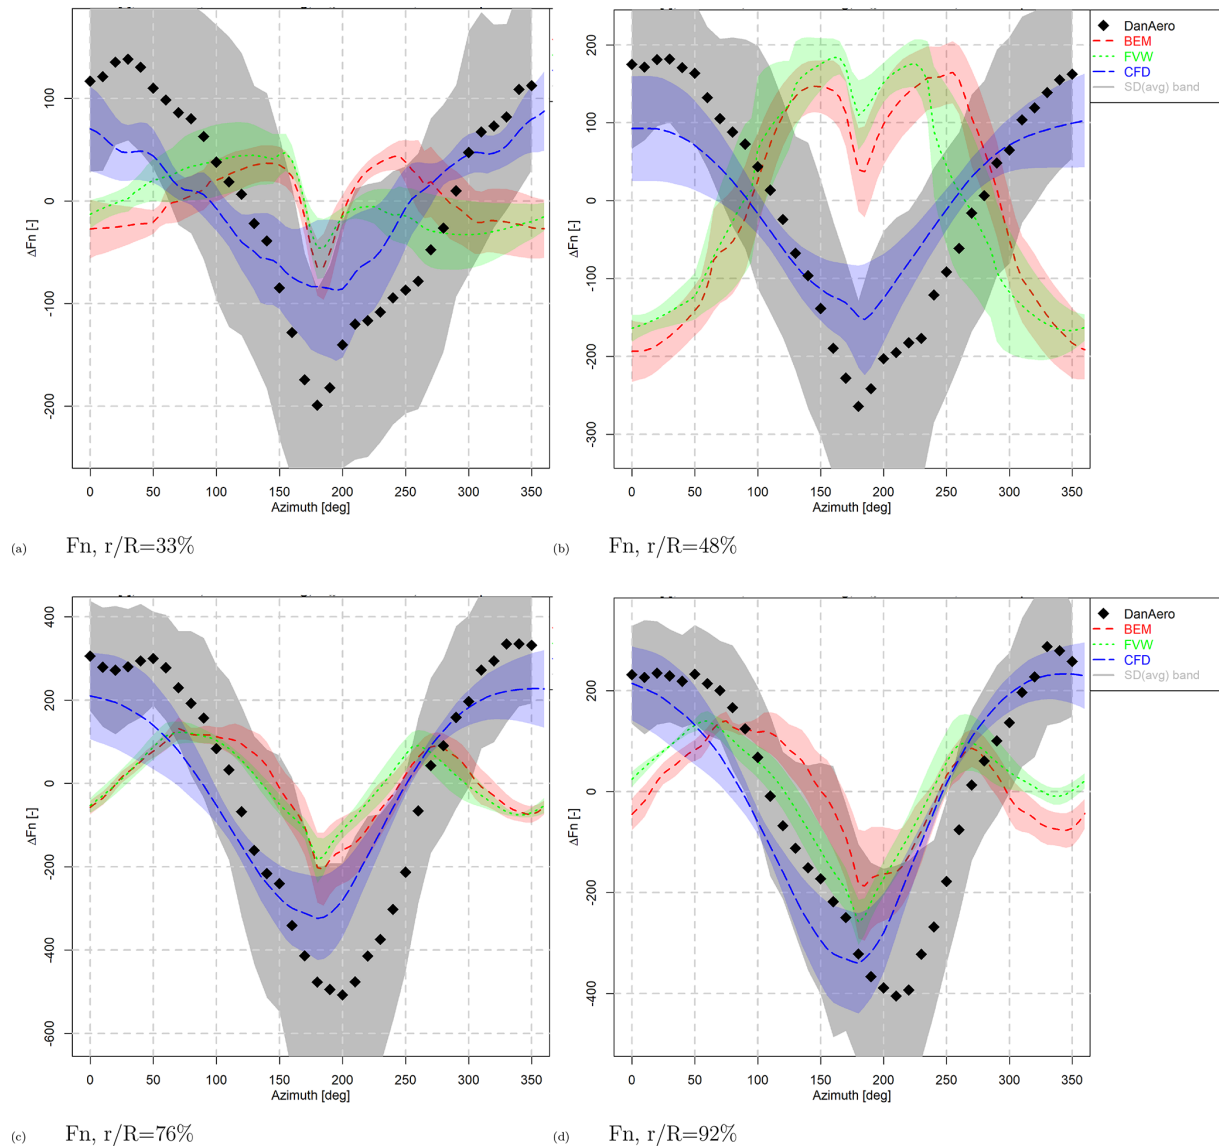 100
0
-100
-200
ΔFn [-]
0 50 100 150 200 250 300 350
Azimuth [deg]
(a) Fn, r/R=33%
200
100
0
-100
-200
-300
ΔFn [-]
0 50 100 150 200 250 300 350
Azimuth [deg]
DanAero
BEM
FVW
CFD
SD(avg) band
(b) Fn, r/R=48%
400
200
0
-200
-400
-600
ΔFn [-]
0 50 100 150 200 250 300 350
Azimuth [deg]
(c) Fn, r/R=76%
200
0
-200
-400
ΔFn [-]
0 50 100 150 200 250 300 350
Azimuth [deg]
DanAero
BEM
FVW
CFD
SD(avg) band
(d) Fn, r/R=92%